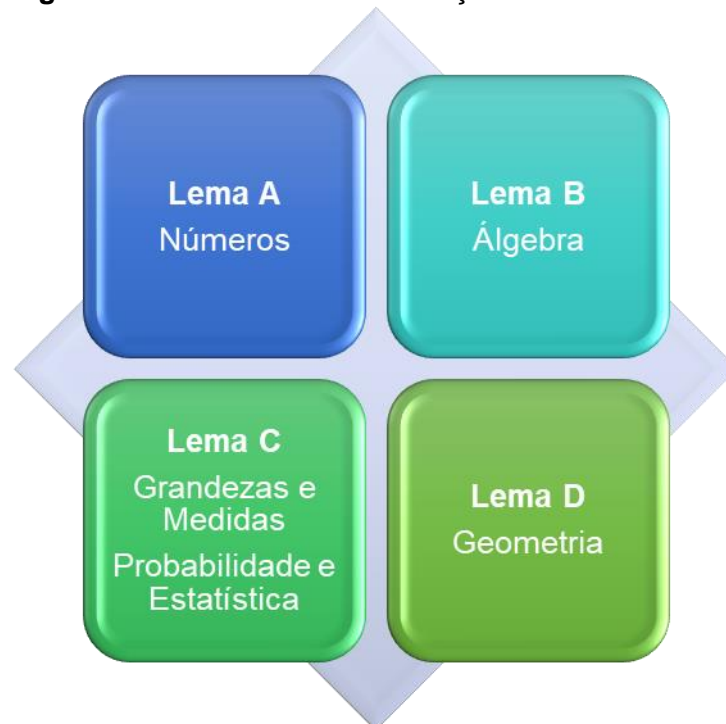 Lema A
Números
Lema B
Álgebra
Lema C
Grandezas e
Medidas
Probabilidade e
Estatística
Lema D
Geometria